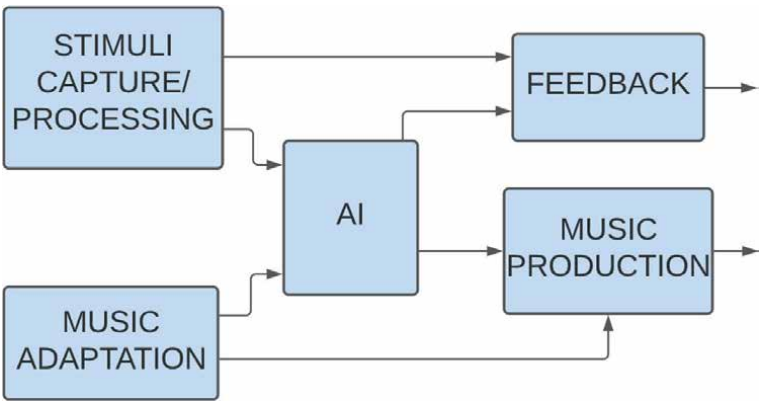 STIMULI
CAPTURE/
PROCESSING
FEEDBACK
AI
MUSIC
PRODUCTION
MUSIC
ADAPTATION